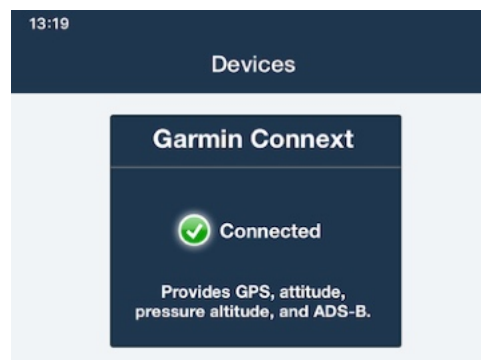 13:19
Devices
Garmin Connext
Connected
Provides GPS, attitude,
pressure altitude, and ADS-B.